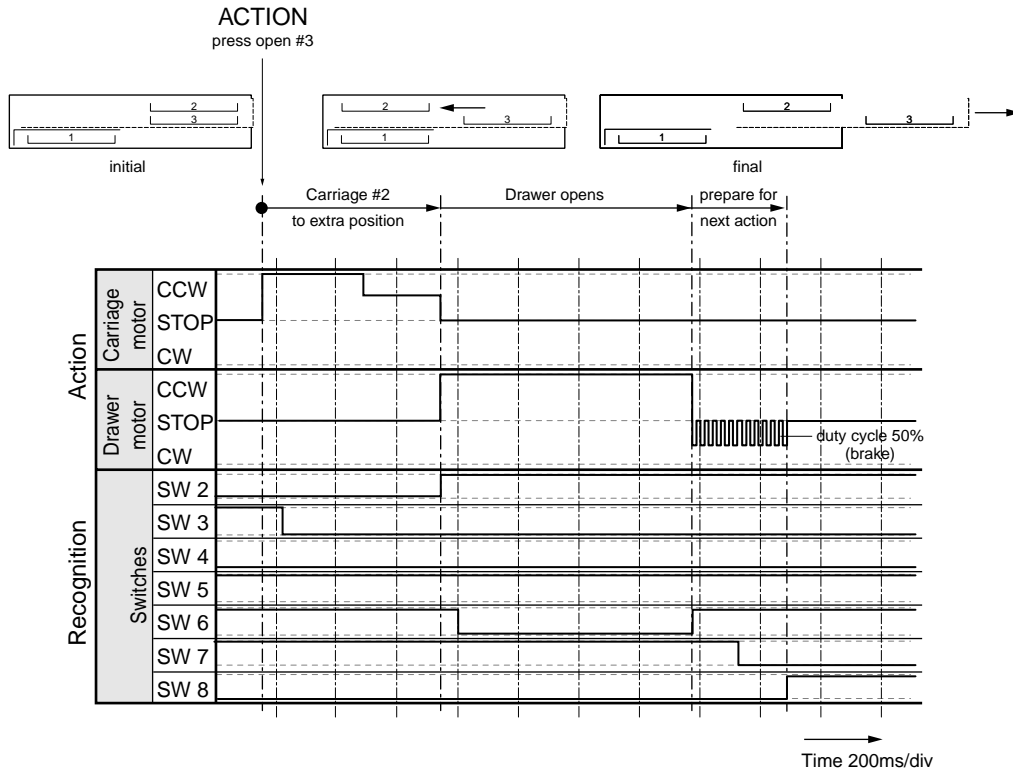 ACTION
press open #3
2
3
1
initial
2
3
1
2
3
1
final
Carriage #2
to extra position
Drawer opens
prepare for
next action
Action
Carriage
motor
CCW
STOP
CW
Drawer
motor
CCW
STOP
CW
duty cycle 50%
(brake)
Recognition
Switches
SW 2
SW 3
SW 4
SW 5
SW 6
SW 7
SW 8
Time 200ms/div